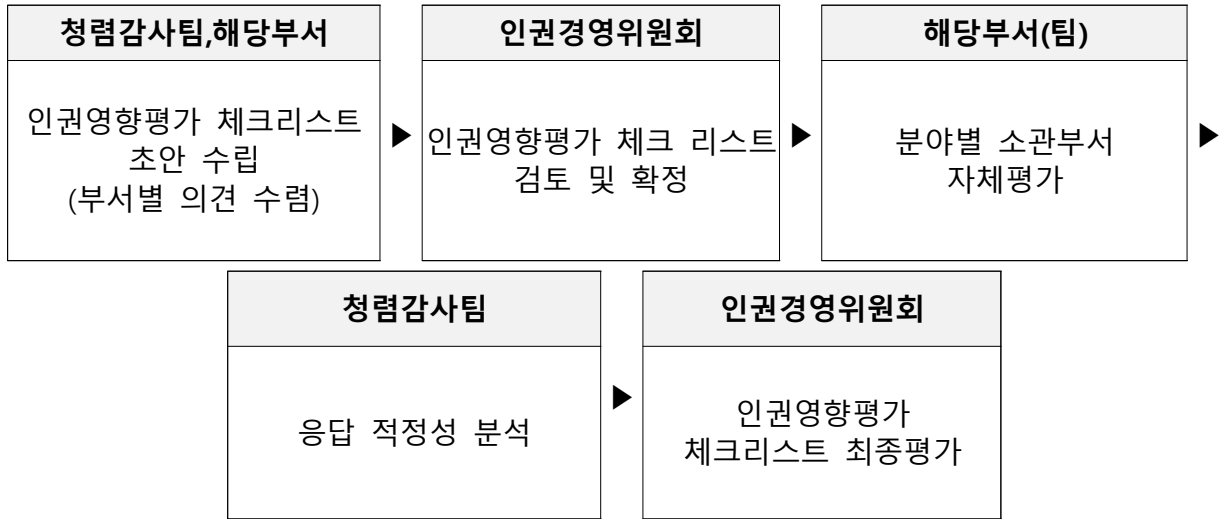 청렴감사팀,해당부서
인권영향평가 체크리스트
초안 수립
(부서별 의견 수렴)
▶
인권경영위원회
인권영향평가 체크 리스트
검토 및 확정
▶
해당부서(팀)
분야별 소관부서
자체평가
▶
청렴감사팀
응답 적정성 분석
▶
인권경영위원회
인권영향평가
체크리스트 최종평가